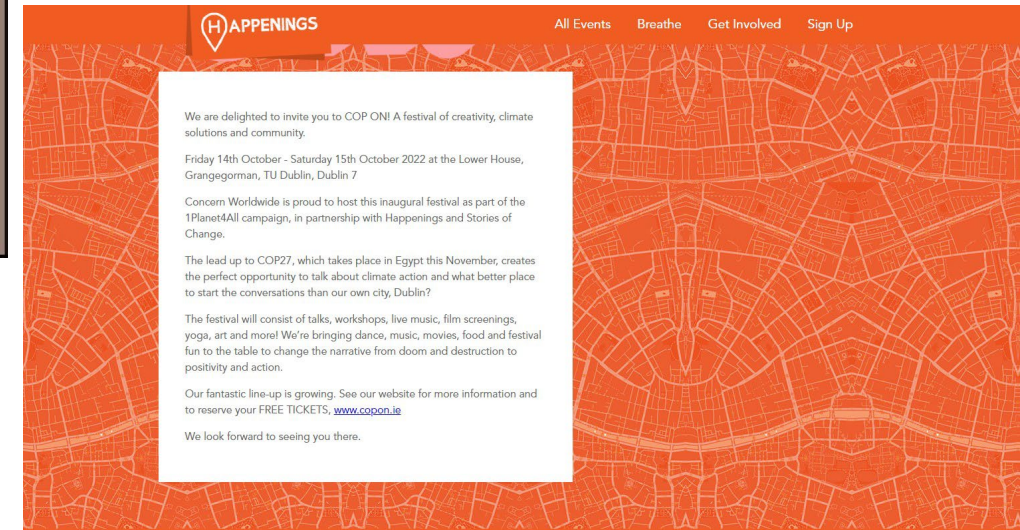 HAPPENINGS
All Events Breathe Get Involved Sign Up
We are delighted to invite you to COP ON! A festival of creativity, climate
solutions and community.
Friday 14th October - Saturday 15th October 2022 at the Lower House,
Grangegorman, TU Dublin, Dublin 7
Concern Worldwide is proud to host this inaugural festival as part of the
1Planet4All campaign, in partnership with Happenings and Stories of
Change.
The lead up to COP27, which takes place in Egypt this November, creates
the perfect opportunity to talk about climate action and what better place
to start the conversations than our own city, Dublin?
The festival will consist of talks, workshops, live music, film screenings,
yoga, art and more! We're bringing dance, music, movies, food and festival
fun to the table to change the narrative from doom and destruction to
positivity and action.
Our fantastic line-up is growing. See our website for more information and
to reserve your FREE TICKETS, www.copon.ie
We look forward to seeing you there.